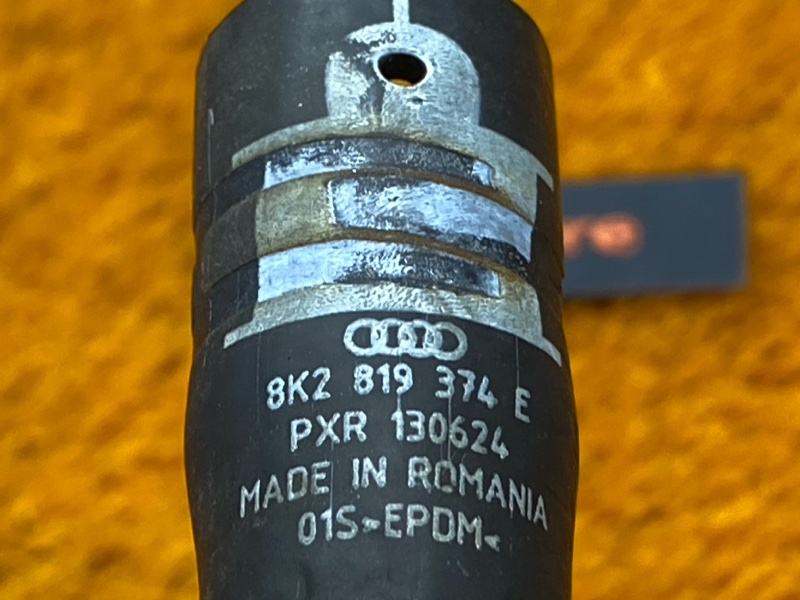 8K2 819 374 E
PXR 130624
MADE IN ROMANIA
01S>EPDM<